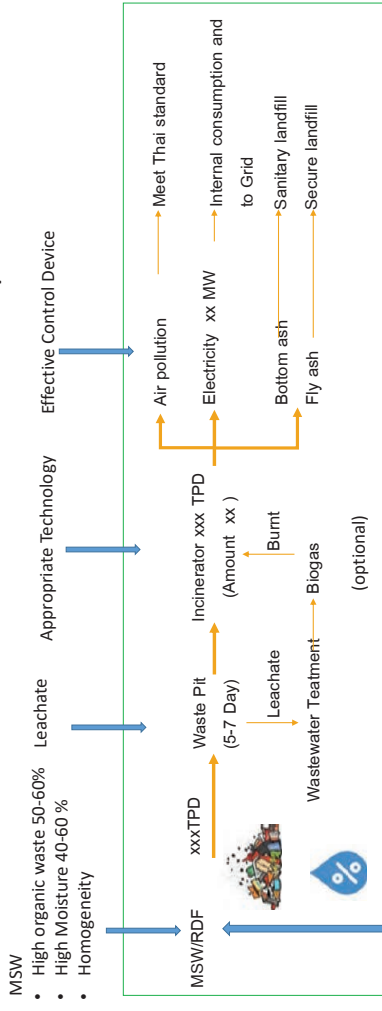 MSW
• High organic waste 50-60%
• High Moisture 40-60 %
• Homogeneity
Leachate
Appropriate Technology
Effective Control Device
MSW/RDF
xxxTPD
Waste Pit
(5-7 Day)
Incinerator xxx TPD
(Amount xx )
Air pollution
Meet Thai standard
Electricity xx MW
Internal consumption and
to Grid
Bottom ash
Sanitary landfill
Fly ash
Secure landfill
Leachate
Burnt
Wastewater Teatment
Biogas
(optional)
%